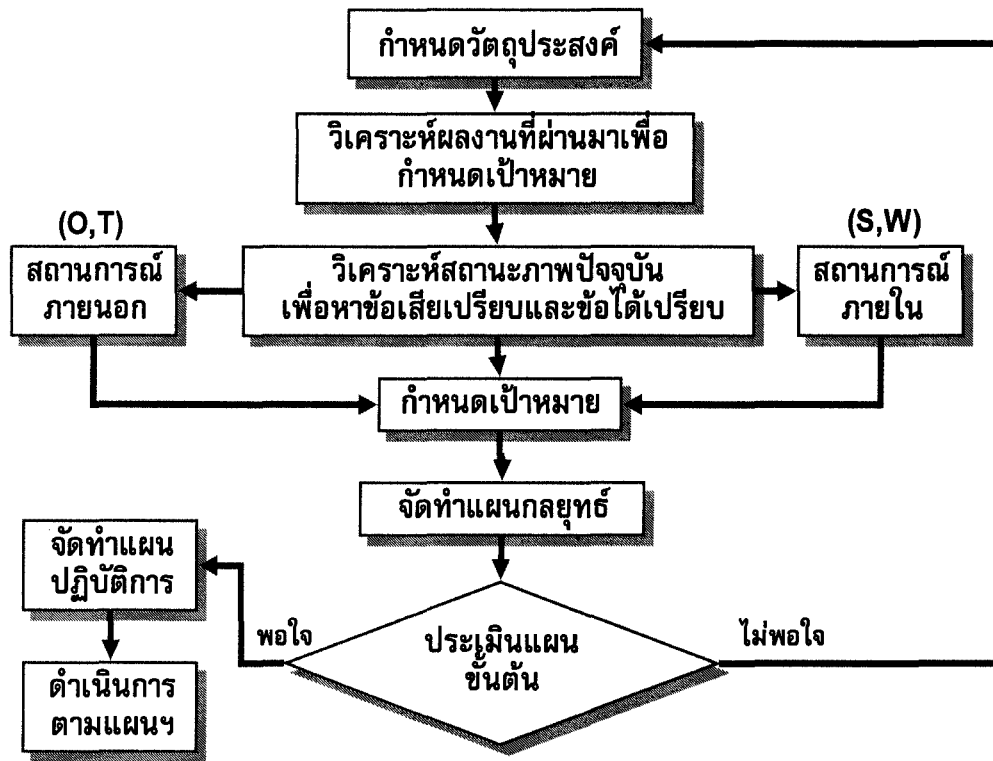 กำหนดวัตถุประสงค์
วิเคราะห์ผลงานที่ผ่านมาเพื่อ
กำหนดเป้าหมาย
(O,T)
(S,W)
สถานการณ์
ภายนอก
วิเคราะห์สถานะภาพปัจจุบัน
เพื่อหาข้อเสียเปรียบและข้อได้เปรียบ
สถานการณ์
ภายใน
กำหนดเป้าหมาย
จัดทำแผนกลยุทธ์
จัดทำแผน
ปฏิบัติการ
พอใจ
ประเมินแผน
ขั้นต้น
ไม่พอใจ
ดำเนินการ
ตามแผนฯ